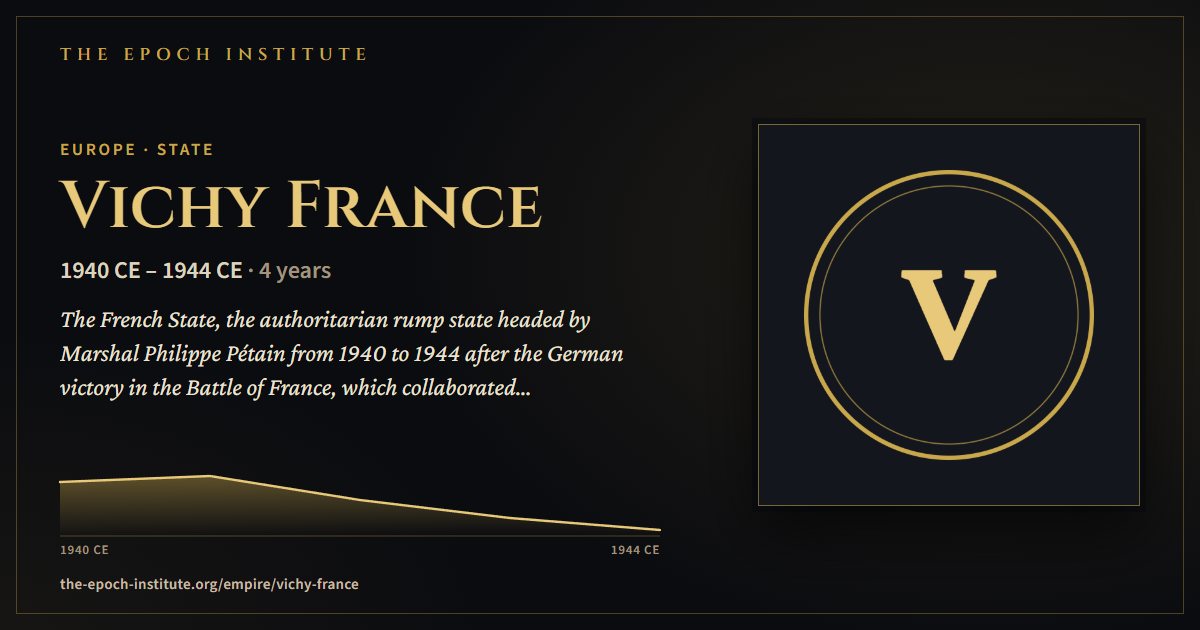 THE EPOCH INSTITUTE
EUROPE · STATE
VICHY FRANCE
1940 CE – 1944 CE · 4 years
The French State, the authoritarian rump state headed by
Marshal Philippe Pétain from 1940 to 1944 after the German
victory in the Battle of France, which collaborated...
V
1940 CE
1944 CE
the-epoch-institute.org/empire/vichy-france